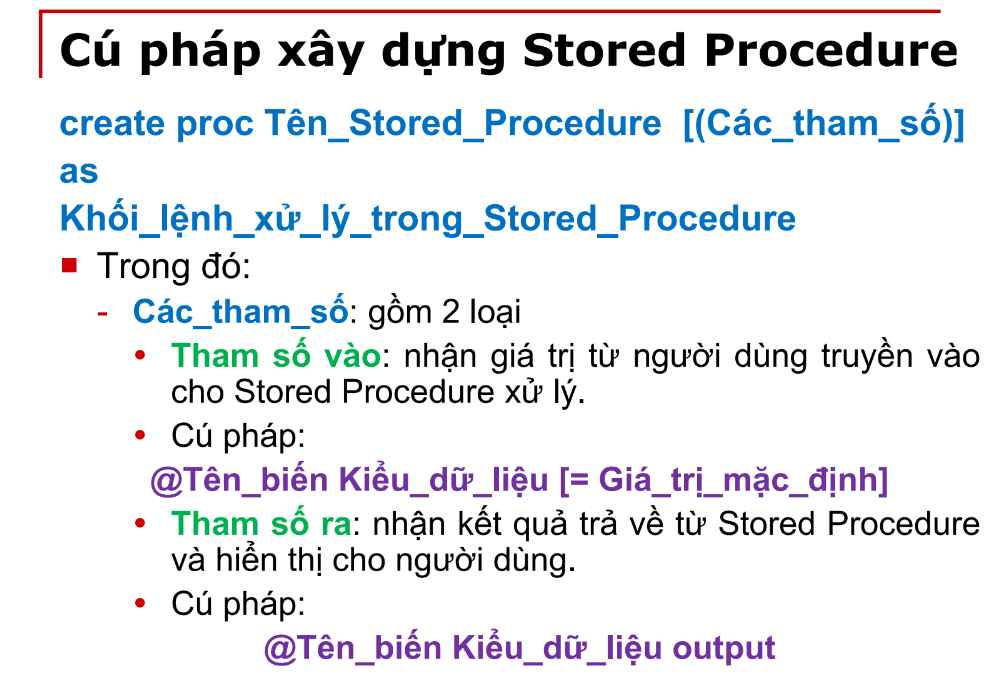 Cú pháp xây dựng Stored Procedure
create proc Tên_Stored_Procedure [(Các_tham_số)]
as
Khối_lệnh_xử_lý_trong_Stored_Procedure
Trong đó:
- Các_tham_số: gồm 2 loại
• Tham số vào: nhận giá trị từ người dùng truyền vào
cho Stored Procedure xử lý.
• Cú pháp:
@Tên_biến Kiểu_dữ_liệu [= Giá_trị_mặc_định]
• Tham số ra: nhận kết quả trả về từ Stored Procedure
và hiển thị cho người dùng.
• Cú pháp:
@Tên_biến Kiểu_dữ_liệu output